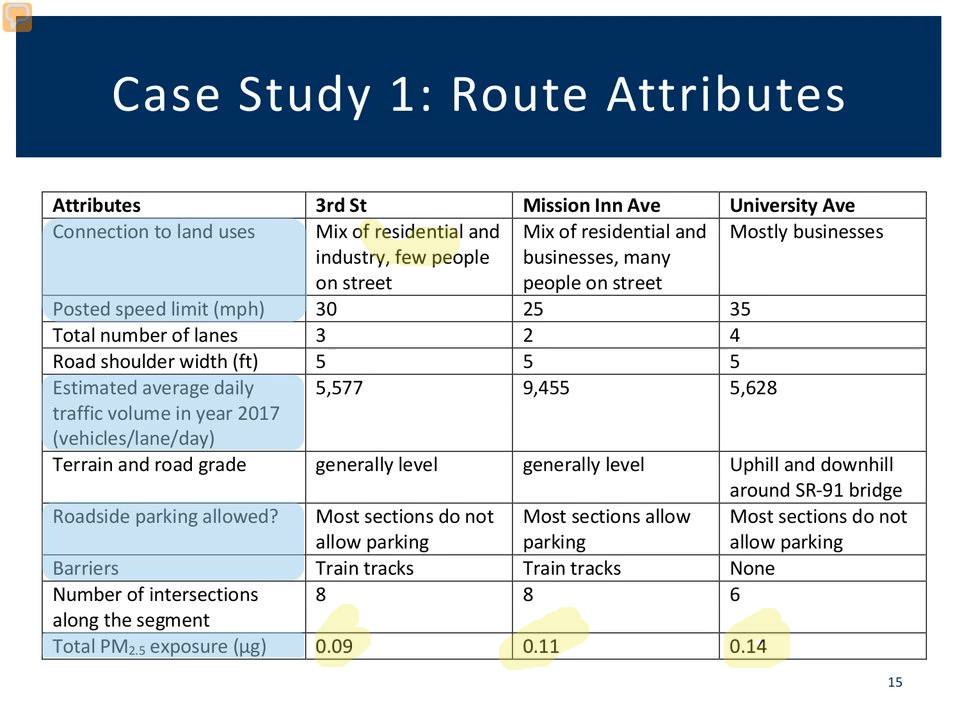 Case Study 1: Route Attributes
Attributes 3rd St Mission Inn Ave University Ave
Connection to land uses Mix of residential and Mix of residential and Mostly businesses
industry, few people businesses, many
on street people on street
Posted speed limit (mph) 30 25 35
Total number of lanes 3 2 4
Road shoulder width (ft) 5 5 5
Estimated average daily 5,577 9,455 5,628
traffic volume in year 2017
(vehicles/lane/day)
Terrain and road grade generally level generally level Uphill and downhill
around SR-91 bridge
Roadside parking allowed? Most sections do not Most sections allow Most sections do not
allow parking parking allow parking
Barriers Train tracks Train tracks None
Number of intersections 8 8 6
along the segment
Total PM2.5 exposure (µg) 0.09 0.11 0.14
15